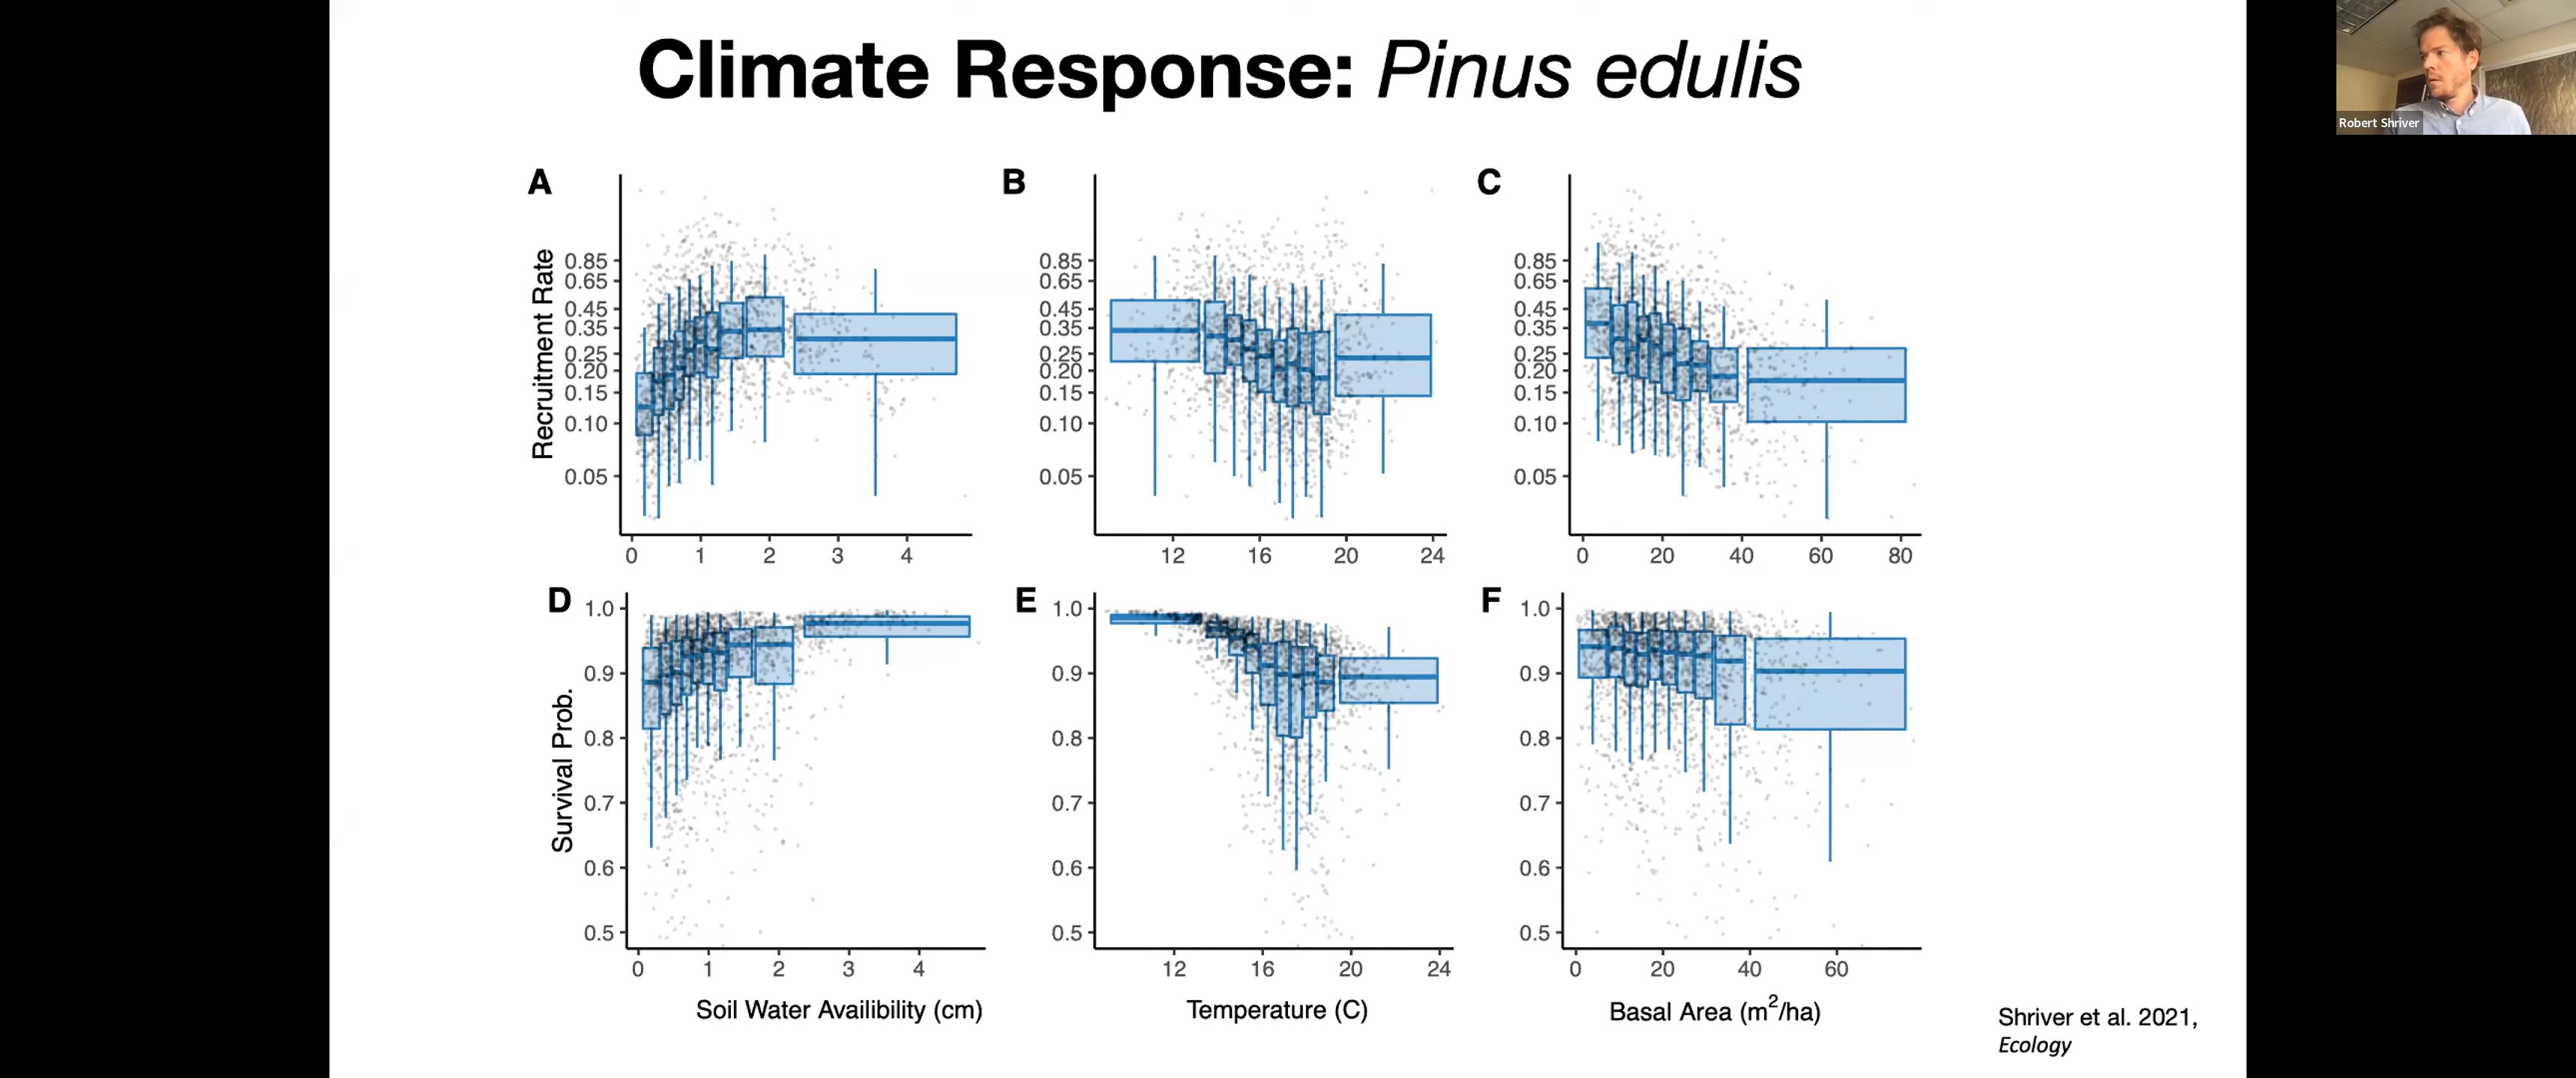 Climate Response: Pinus edulis
Robert Shriver
A
B
C
Recruitment Rate
0.85
0.65
0.45
0.35
0.25
0.20
0.15
0.10
0.05
0 1 2 3 4
0.85
0.65
0.45
0.35
0.25
0.20
0.15
0.10
0.05
12 16 20 24
0.85
0.65
0.45
0.35
0.25
0.20
0.15
0.10
0.05
0 20 40 60 80
D
E
F
Survival Prob.
1.0
0.9
0.8
0.7
0.6
0.5
0 1 2 3 4
1.0
0.9
0.8
0.7
0.6
0.5
12 16 20 24
1.0
0.9
0.8
0.7
0.6
0.5
0 20 40 60
Soil Water Availibility (cm)
Temperature (C)
Basal Area (m²/ha)
Shriver et al. 2021,
Ecology